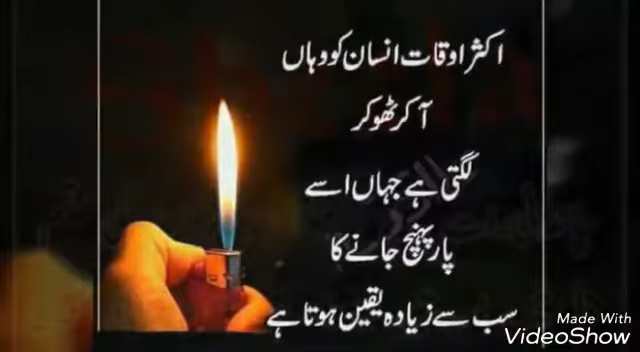 اکثر اوقات انسان کو وہاں
آ کر ٹھوکر
لگتی ہے جہاں اسے
پار پہنچ جانے کا
سب سے زیادہ یقین ہوتا ہے
Made With
VideoShow